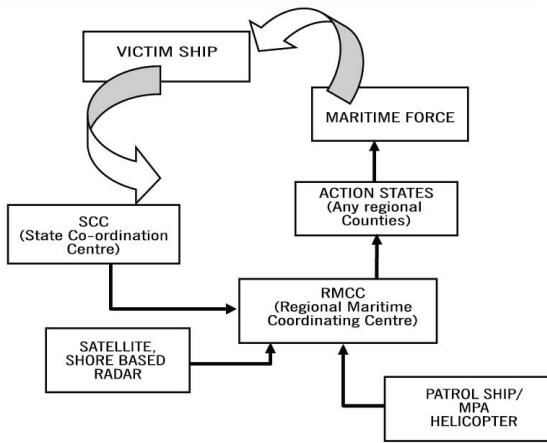 VICTIM SHIP
MARITIME FORCE
ACTION STATES
(Any regional
Counties)
SCC
(State Co-ordination
Centre)
RMCC
(Regional Maritime
Coordinating Centre)
SATELLITE,
SHORE BASED
RADAR
PATROL SHIP/
MPA
HELICOPTER